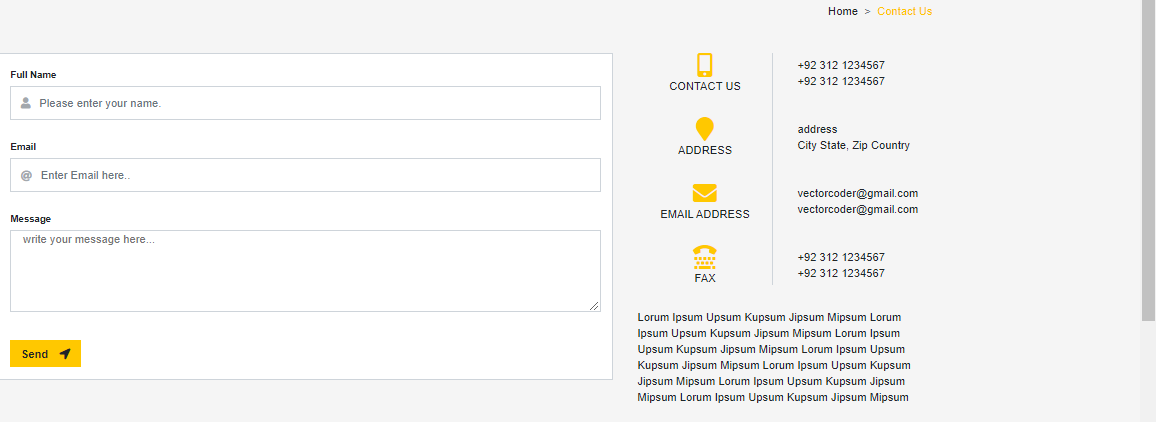 Home > Contact Us
Full Name
Please enter your name.
Email
@ Enter Email here..
Message
write your message here...
Send
CONTACT US
+92 312 1234567
+92 312 1234567
ADDRESS
address
City State, Zip Country
EMAIL ADDRESS
vectorcoder@gmail.com
vectorcoder@gmail.com
FAX
+92 312 1234567
+92 312 1234567
Lorum Ipsum Upsum Kupsum Jipsum Mipsum Lorum
Ipsum Upsum Kupsum Jipsum Mipsum Lorum Ipsum
Upsum Kupsum Jipsum Mipsum Lorum Ipsum Upsum
Kupsum Jipsum Mipsum Lorum Ipsum Upsum Kupsum
Jipsum Mipsum Lorum Ipsum Upsum Kupsum Jipsum
Mipsum Lorum Ipsum Upsum Kupsum Jipsum Mipsum